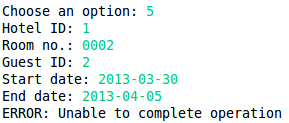 Choose an option: 5
Hotel ID: 1
Room no.: 0002
Guest ID: 2
Start date: 2013-03-30
End date: 2013-04-05
ERROR: Unable to complete operation